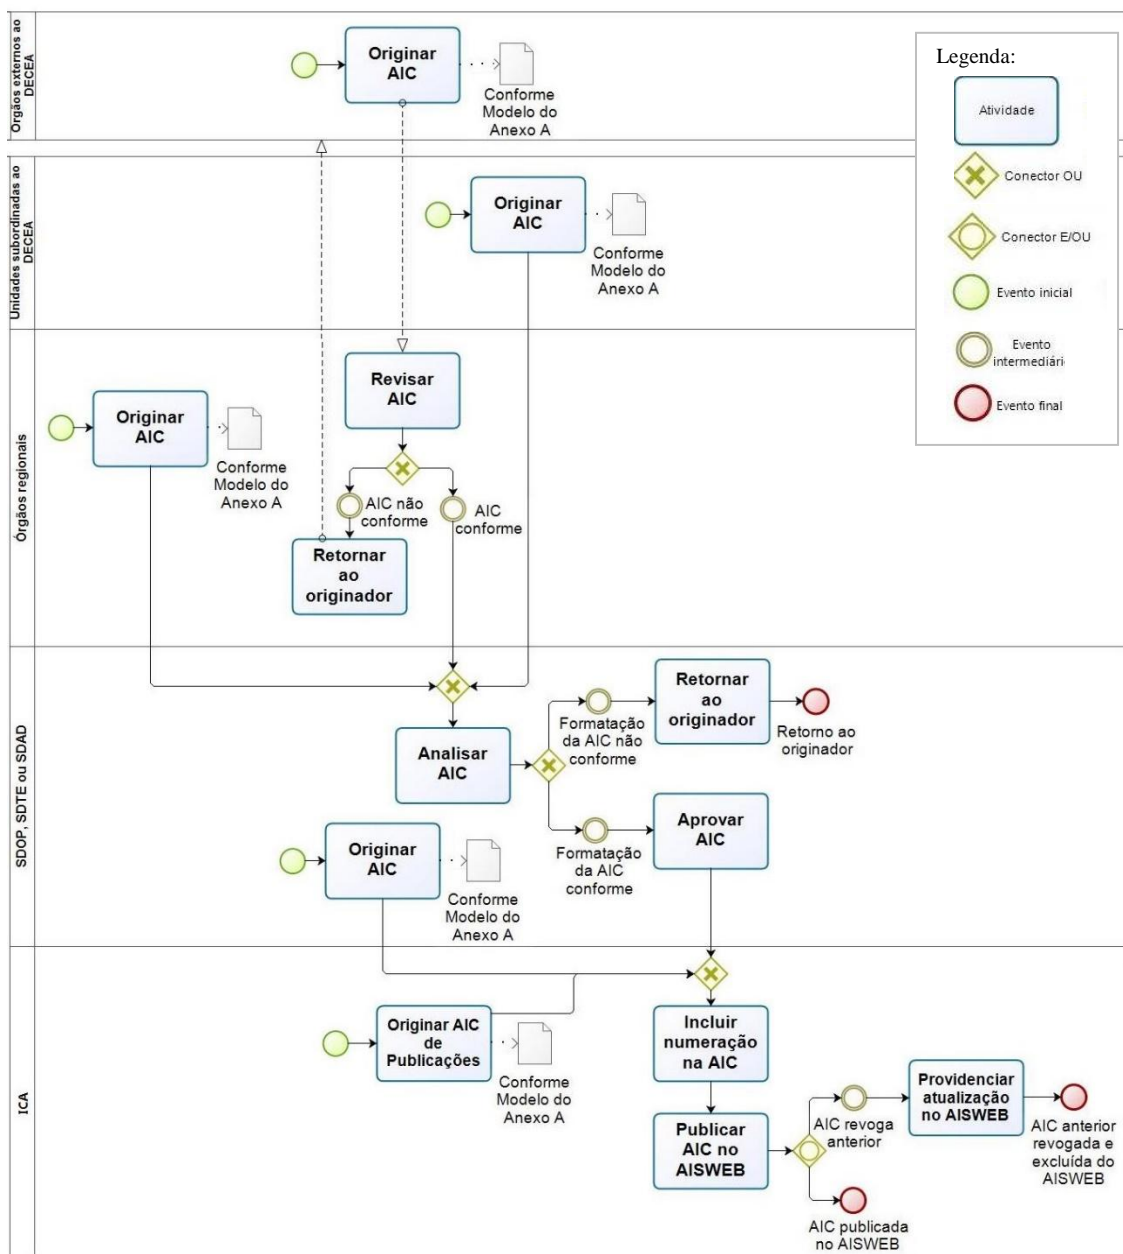 Órgãos externos ao
DECEA
Originar
AIC
Conforme
Modelo do
Anexo A
Legenda:
Atividade
Conector OU
Conector E/OU
Evento inicial
Evento
intermediári
Evento final
Unidades subordinadas ao
DECEA
Originar
AIC
Conforme
Modelo do
Anexo A
Órgãos regionais
Originar
AIC
Conforme
Modelo do
Anexo A
Revisar
AIC
AIC não
conforme
AIC
conforme
Retornar
ao
originador
SDOP, SDTE ou SDAD
Analisar
AIC
Formatação
da AIC não
conforme
Retornar
ao
originador
Retorno ao
originador
Formatação
da AIC
conforme
Aprovar
AIC
Originar
AIC
Conforme
Modelo do
Anexo A
ICA
Originar AIC
de
Publicações
Conforme
Modelo do
Anexo A
Incluir
numeração
na AIC
Publicar
AIC no
AISWEB
AIC revoga
anterior
Providenciar
atualização
no AISWEB
AIC anterior
revogada e
excluída do
AISWEB
AIC publicada
no AISWEB